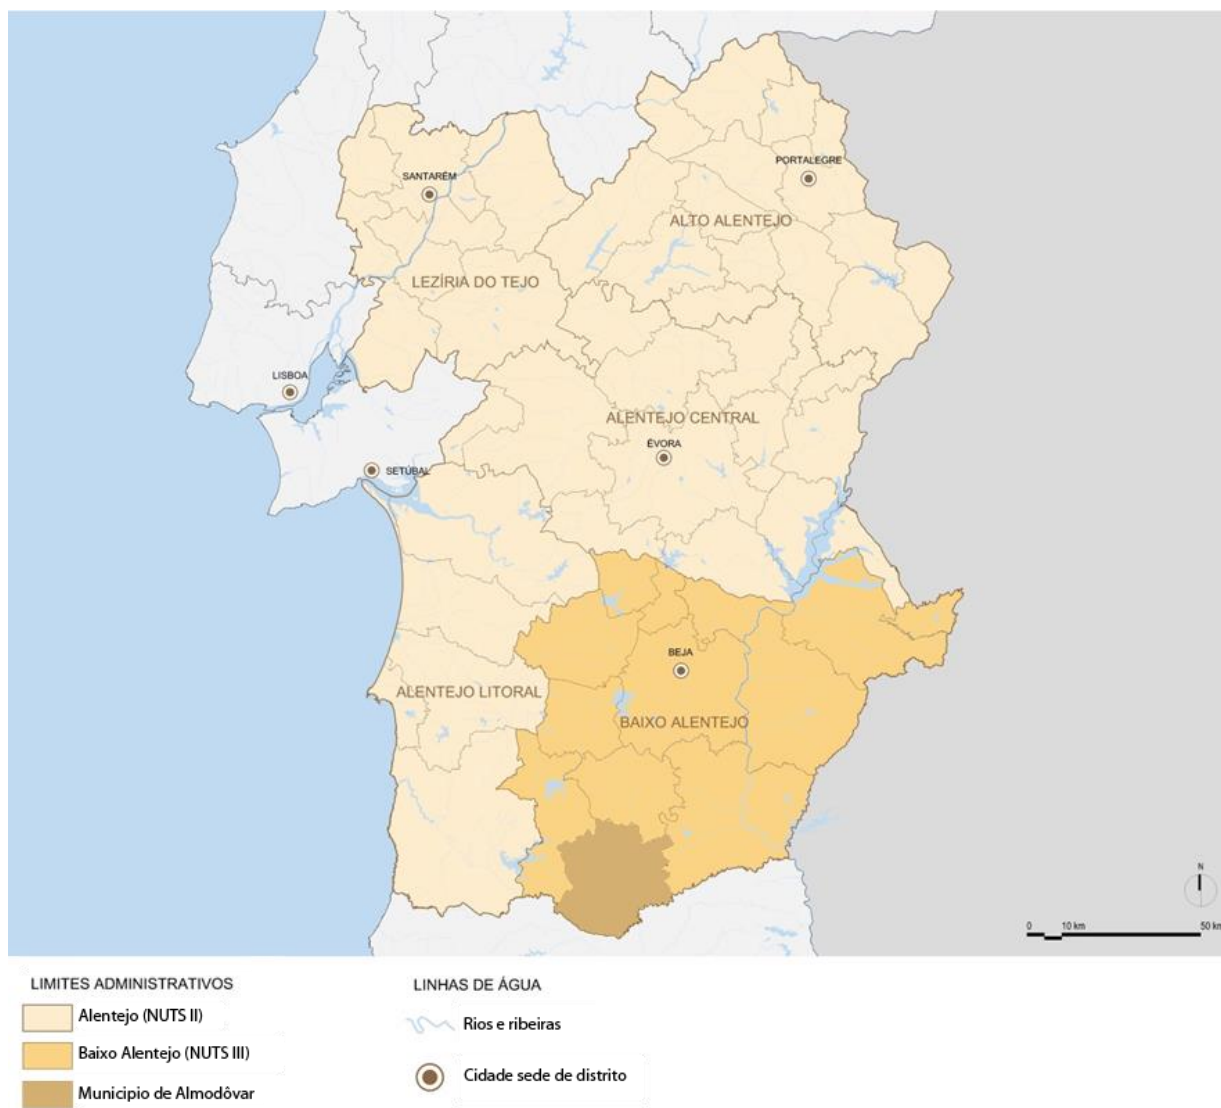 PORTALEGRE
SANTARÉM
ALTO ALENTEJO
LEZÍRIA DO TEJO
LISBOA
ALENTEJO CENTRAL
ÉVORA
SETÚBAL
BEJA
ALENTEJO LITORAL
BAIXO ALENTEJO
N
0 10 km 50 km
LIMITES ADMINISTRATIVOS
Alentejo (NUTS II)
Baixo Alentejo (NUTS III)
Municipio de Almodôvar
LINHAS DE ÁGUA
Rios e ribeiras
Cidade sede de distrito